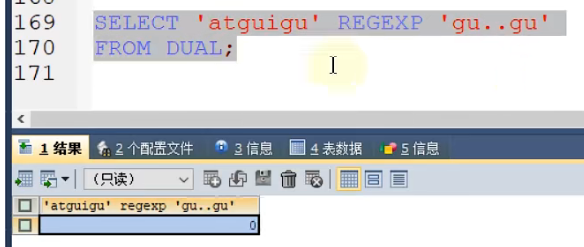 169 SELECT 'atguigu' REGEXP 'gu..gu'
170 FROM DUAL;
171
1 结果 2 个配置文件 3 信息 4 表数据 5 信息
(只读)
'atguigu' regexp 'gu..gu'
0